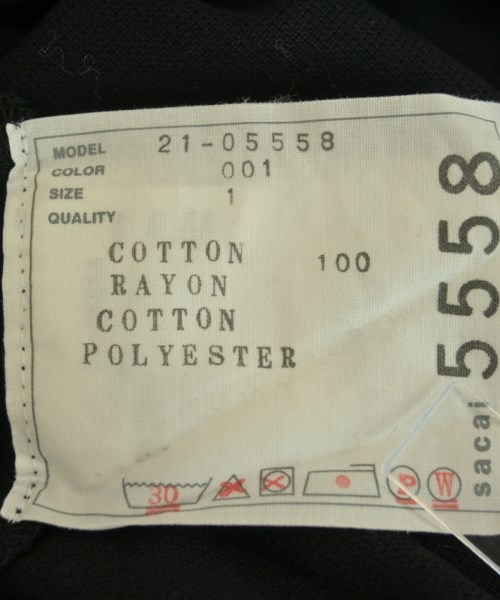 MODEL 21-05558
COLOR 001
SIZE 1
QUALITY
COTTON 100
RAYON
COTTON
POLYESTER
30
P
W
sacai 5558